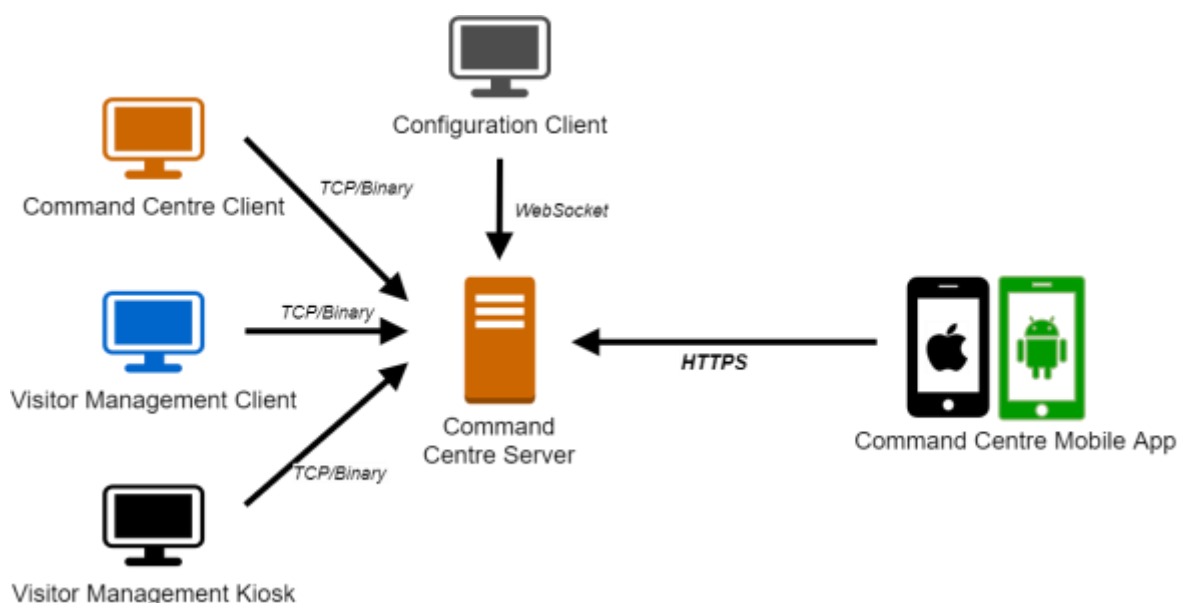 Configuration Client
Command Centre Client
TCP/Binary
WebSocket
Visitor Management Client
TCP/Binary
Command
Centre Server
HTTPS
Command Centre Mobile App
TCP/Binary
Visitor Management Kiosk